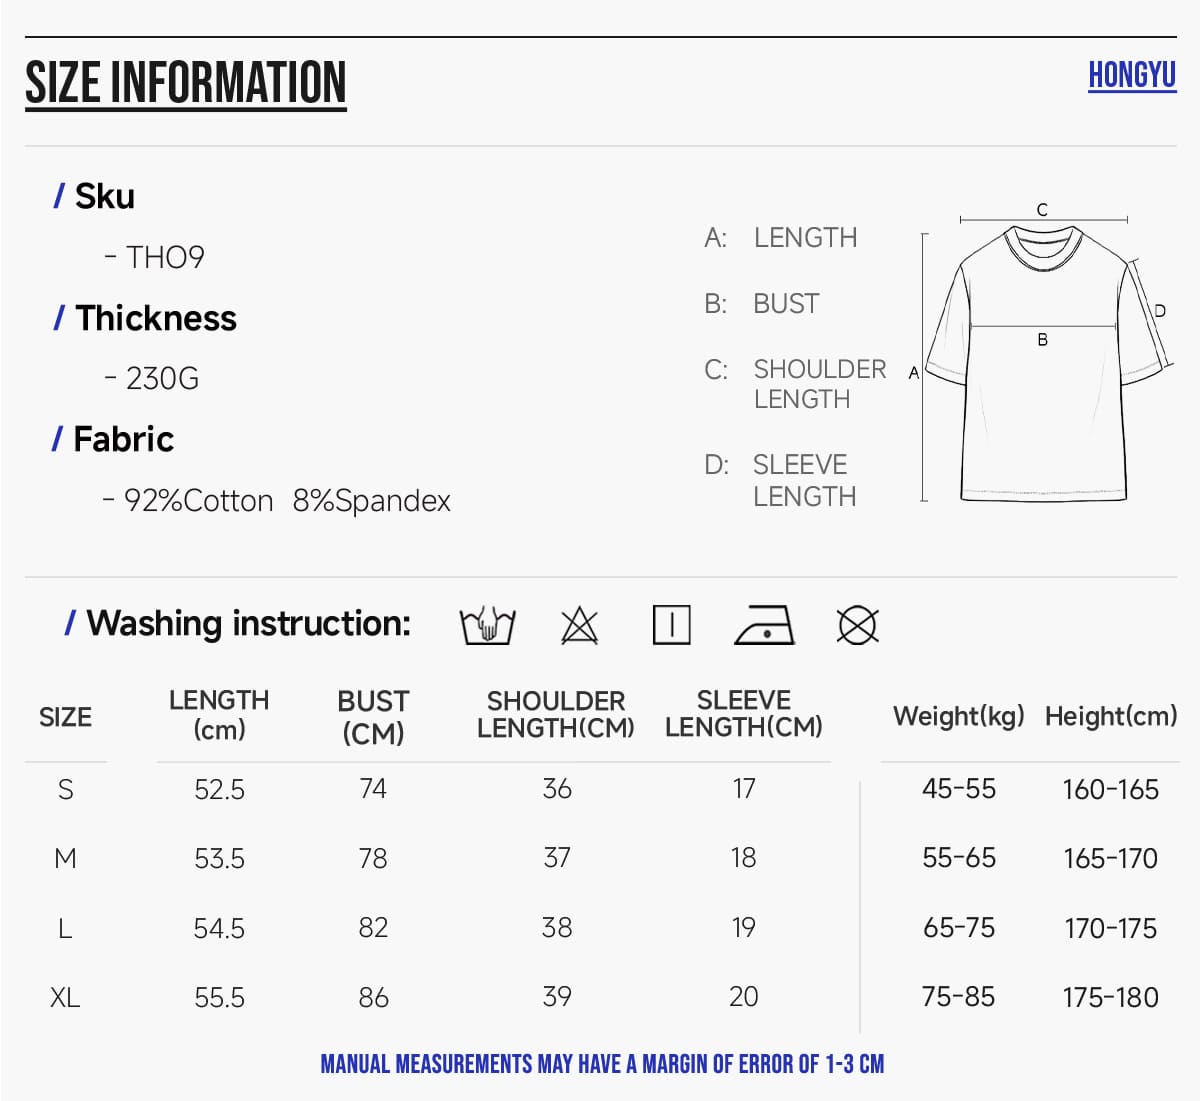 SIZE INFORMATION
HONGYU
/ Sku
- THO9
/ Thickness
- 230G
/ Fabric
- 92%Cotton 8%Spandex
A: LENGTH
B: BUST
C: SHOULDER
LENGTH
D: SLEEVE
LENGTH
C
D
B
A
/ Washing instruction:
SIZE LENGTH (cm) BUST (CM) SHOULDER LENGTH(CM) SLEEVE LENGTH(CM) Weight(kg) Height(cm)
S 52.5 74 36 17 45-55 160-165
M 53.5 78 37 18 55-65 165-170
L 54.5 82 38 19 65-75 170-175
XL 55.5 86 39 20 75-85 175-180
MANUAL MEASUREMENTS MAY HAVE A MARGIN OF ERROR OF 1-3 CM